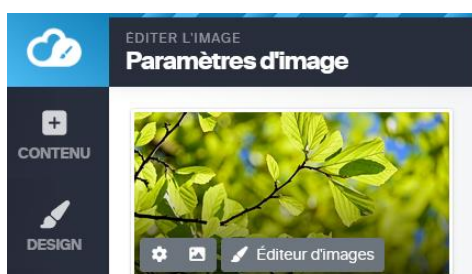 ÉDITER L'IMAGE
Paramètres d'image
CONTENU
DESIGN
Éditeur d'images